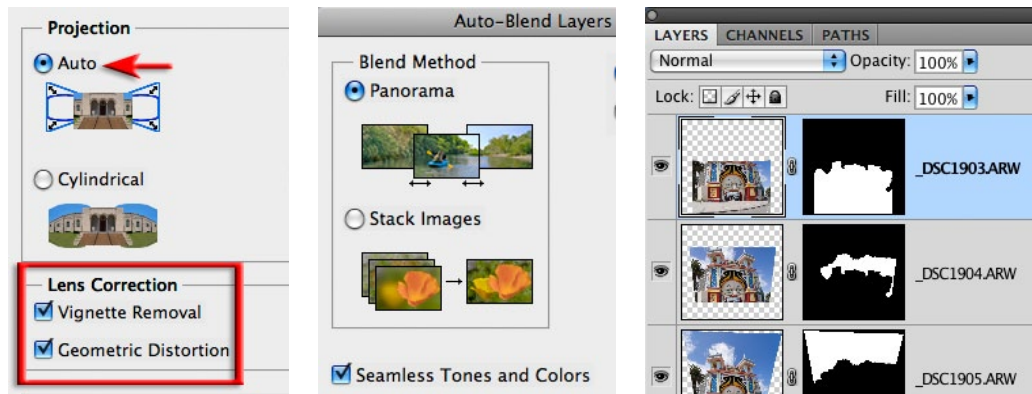 Projection
Auto
Cylindrical
Lens Correction
Vignette Removal
Geometric Distortion
Auto-Blend Layers
Blend Method
Panorama
Stack Images
Seamless Tones and Colors
LAYERS CHANNELS PATHS
Normal Opacity: 100%
Lock: Fill: 100%
_DSC1903.ARW
_DSC1904.ARW
_DSC1905.ARW